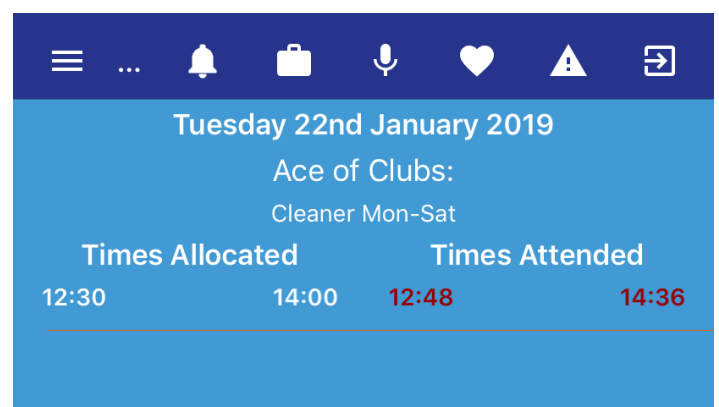 ...
Tuesday 22nd January 2019
Ace of Clubs:
Cleaner Mon-Sat
Times Allocated Times Attended
12:30 14:00 12:48 14:36